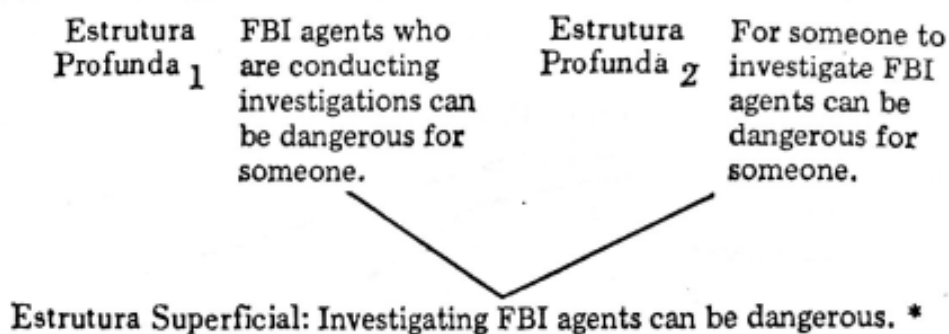 Estrutura
Profunda 1
FBI agents who
are conducting
investigations can
be dangerous for
someone.
Estrutura
Profunda 2
For someone to
investigate FBI
agents can be
dangerous for
someone.
Estrutura Superficial: Investigating FBI agents can be dangerous. *